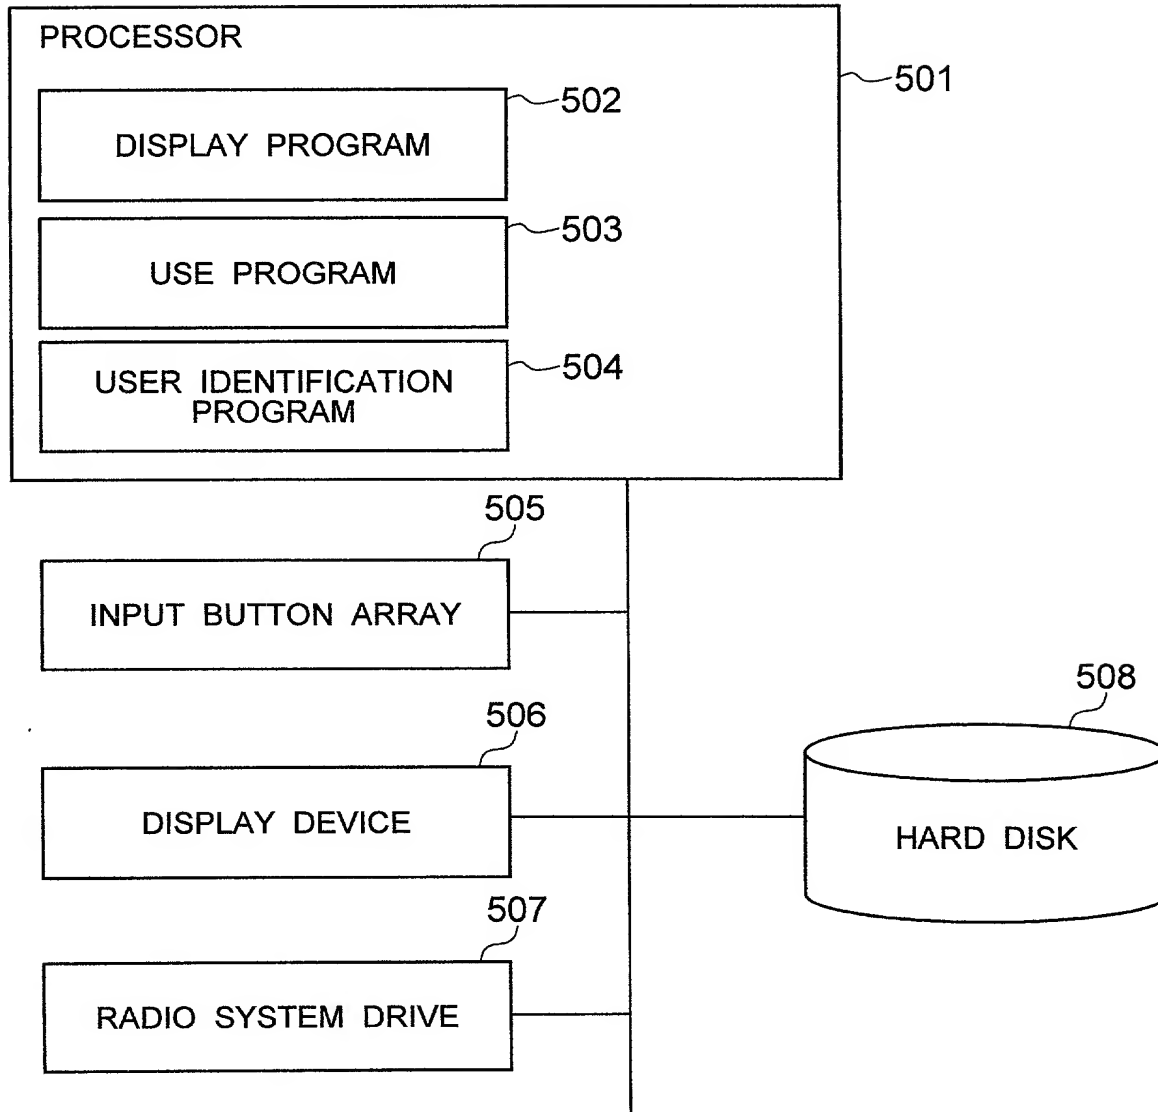 PROCESSOR
501
502
DISPLAY PROGRAM
503
USE PROGRAM
504
USER IDENTIFICATION
PROGRAM
505
INPUT BUTTON ARRAY
506
DISPLAY DEVICE
507
RADIO SYSTEM DRIVE
508
HARD DISK